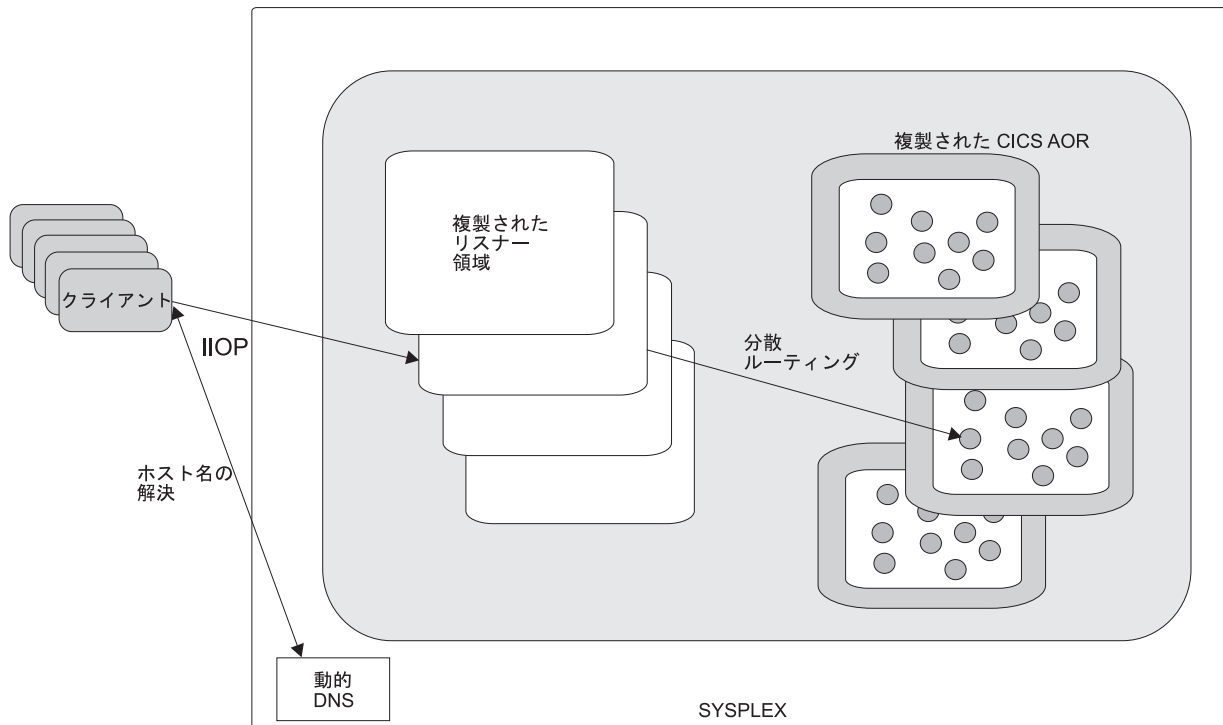 複製された CICS AOR
複製された
リスナー
領域
クライアント
IIOP
分散
ルーティング
ホスト名の
解決
動的
DNS
SYSPLEX